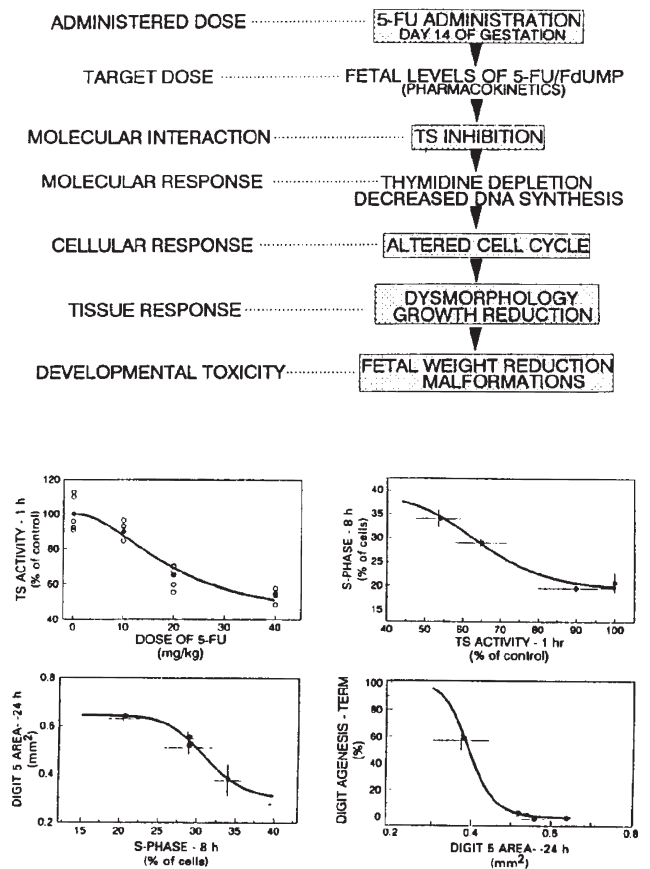 ADMINISTERED DOSE
5-FU ADMINISTRATION
DAY 14 OF GESTATION
TARGET DOSE
FETAL LEVELS OF 5-FU/FdUMP
(PHARMACOKINETICS)
MOLECULAR INTERACTION
TS INHIBITION
MOLECULAR RESPONSE
THYMIDINE DEPLETION
DECREASED DNA SYNTHESIS
CELLULAR RESPONSE
ALTERED CELL CYCLE
TISSUE RESPONSE
DYSMORPHOLOGY
GROWTH REDUCTION
DEVELOPMENTAL TOXICITY
FETAL WEIGHT REDUCTION
MALFORMATIONS
TS ACTIVITY - 1 h
(% of control)
120
100
80
60
40
0 10 20 30 40
DOSE OF 5-FU
(mg/kg)
S-PHASE - 8 h
(% of cells)
40
35
30
25
20
15
40 50 60 70 80 90 100
TS ACTIVITY - 1 hr
(% of control)
DIGIT 5 AREA--24 h
(mm²)
0.8
0.6
0.4
0.2
15 20 25 30 35 40
S-PHASE - 8 h
(% of cells)
DIGIT AGENESIS - TERM
(%)
100
80
60
40
20
0
0.2 0.4 0.6 0.8
DIGIT 5 AREA--24 h
(mm²)